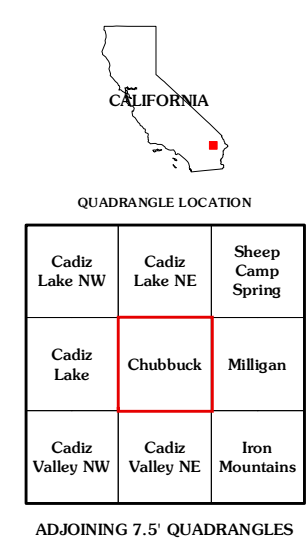 CALIFORNIA
QUADRANGLE LOCATION
Cadiz
Lake NW
Cadiz
Lake NE
Sheep
Camp
Spring
Cadiz
Lake
Chubbuck
Milligan
Cadiz
Valley NW
Cadiz
Valley NE
Iron
Mountains
ADJOINING 7.5' QUADRANGLES